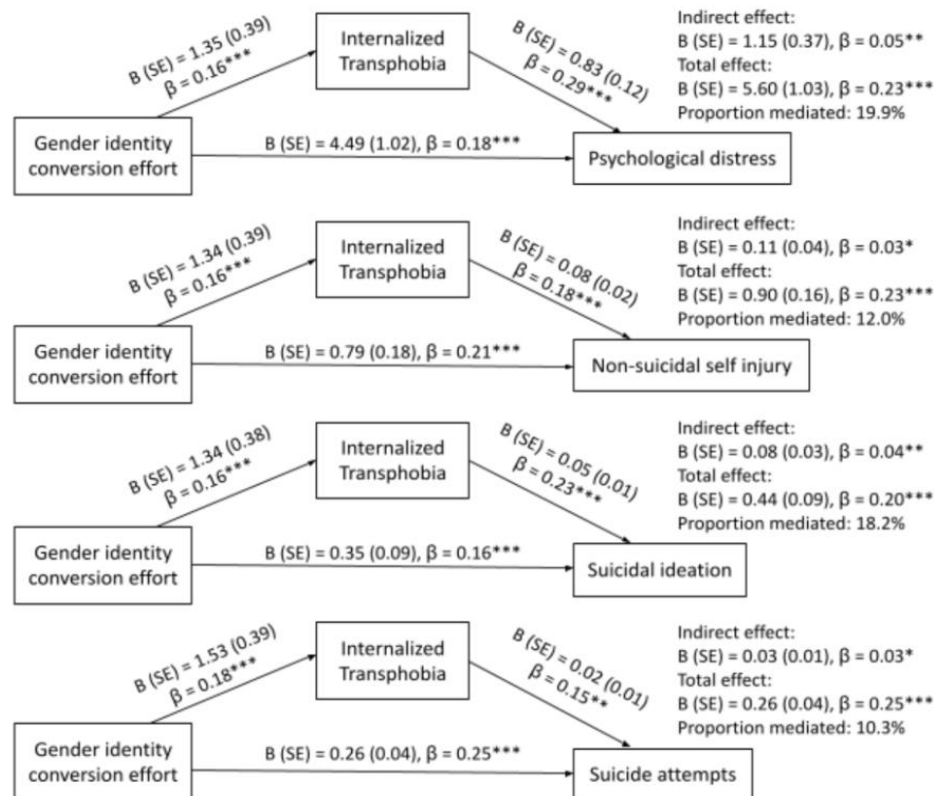 B (SE) = 1.35 (0.39)
β = 0.16***
Internalized
Transphobia
B (SE) = 0.83 (0.12)
β = 0.29***
Gender identity
conversion effort
B (SE) = 4.49 (1.02), β = 0.18***
Psychological distress
Indirect effect:
B (SE) = 1.15 (0.37), β = 0.05**
Total effect:
B (SE) = 5.60 (1.03), β = 0.23***
Proportion mediated: 19.9%
B (SE) = 1.34 (0.39)
β = 0.16***
Internalized
Transphobia
B (SE) = 0.08 (0.02)
β = 0.18***
Gender identity
conversion effort
B (SE) = 0.79 (0.18), β = 0.21***
Non-suicidal self injury
Indirect effect:
B (SE) = 0.11 (0.04), β = 0.03*
Total effect:
B (SE) = 0.90 (0.16), β = 0.23***
Proportion mediated: 12.0%
B (SE) = 1.34 (0.38)
β = 0.16***
Internalized
Transphobia
B (SE) = 0.05 (0.01)
β = 0.23***
Gender identity
conversion effort
B (SE) = 0.35 (0.09), β = 0.16***
Suicidal ideation
Indirect effect:
B (SE) = 0.08 (0.03), β = 0.04**
Total effect:
B (SE) = 0.44 (0.09), β = 0.20***
Proportion mediated: 18.2%
B (SE) = 1.53 (0.39)
β = 0.18***
Internalized
Transphobia
B (SE) = 0.02 (0.01)
β = 0.15**
Gender identity
conversion effort
B (SE) = 0.26 (0.04), β = 0.25***
Suicide attempts
Indirect effect:
B (SE) = 0.03 (0.01), β = 0.03*
Total effect:
B (SE) = 0.26 (0.04), β = 0.25***
Proportion mediated: 10.3%